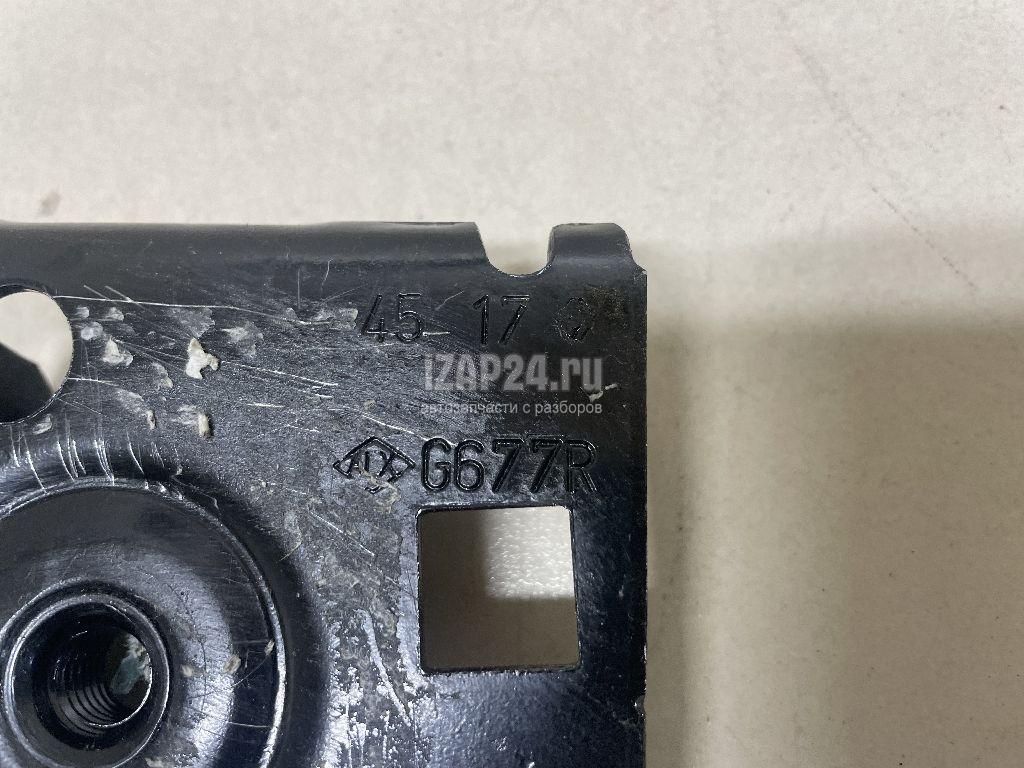 45 17
iZAP24.ru
автозапчасти с разборов
G677R